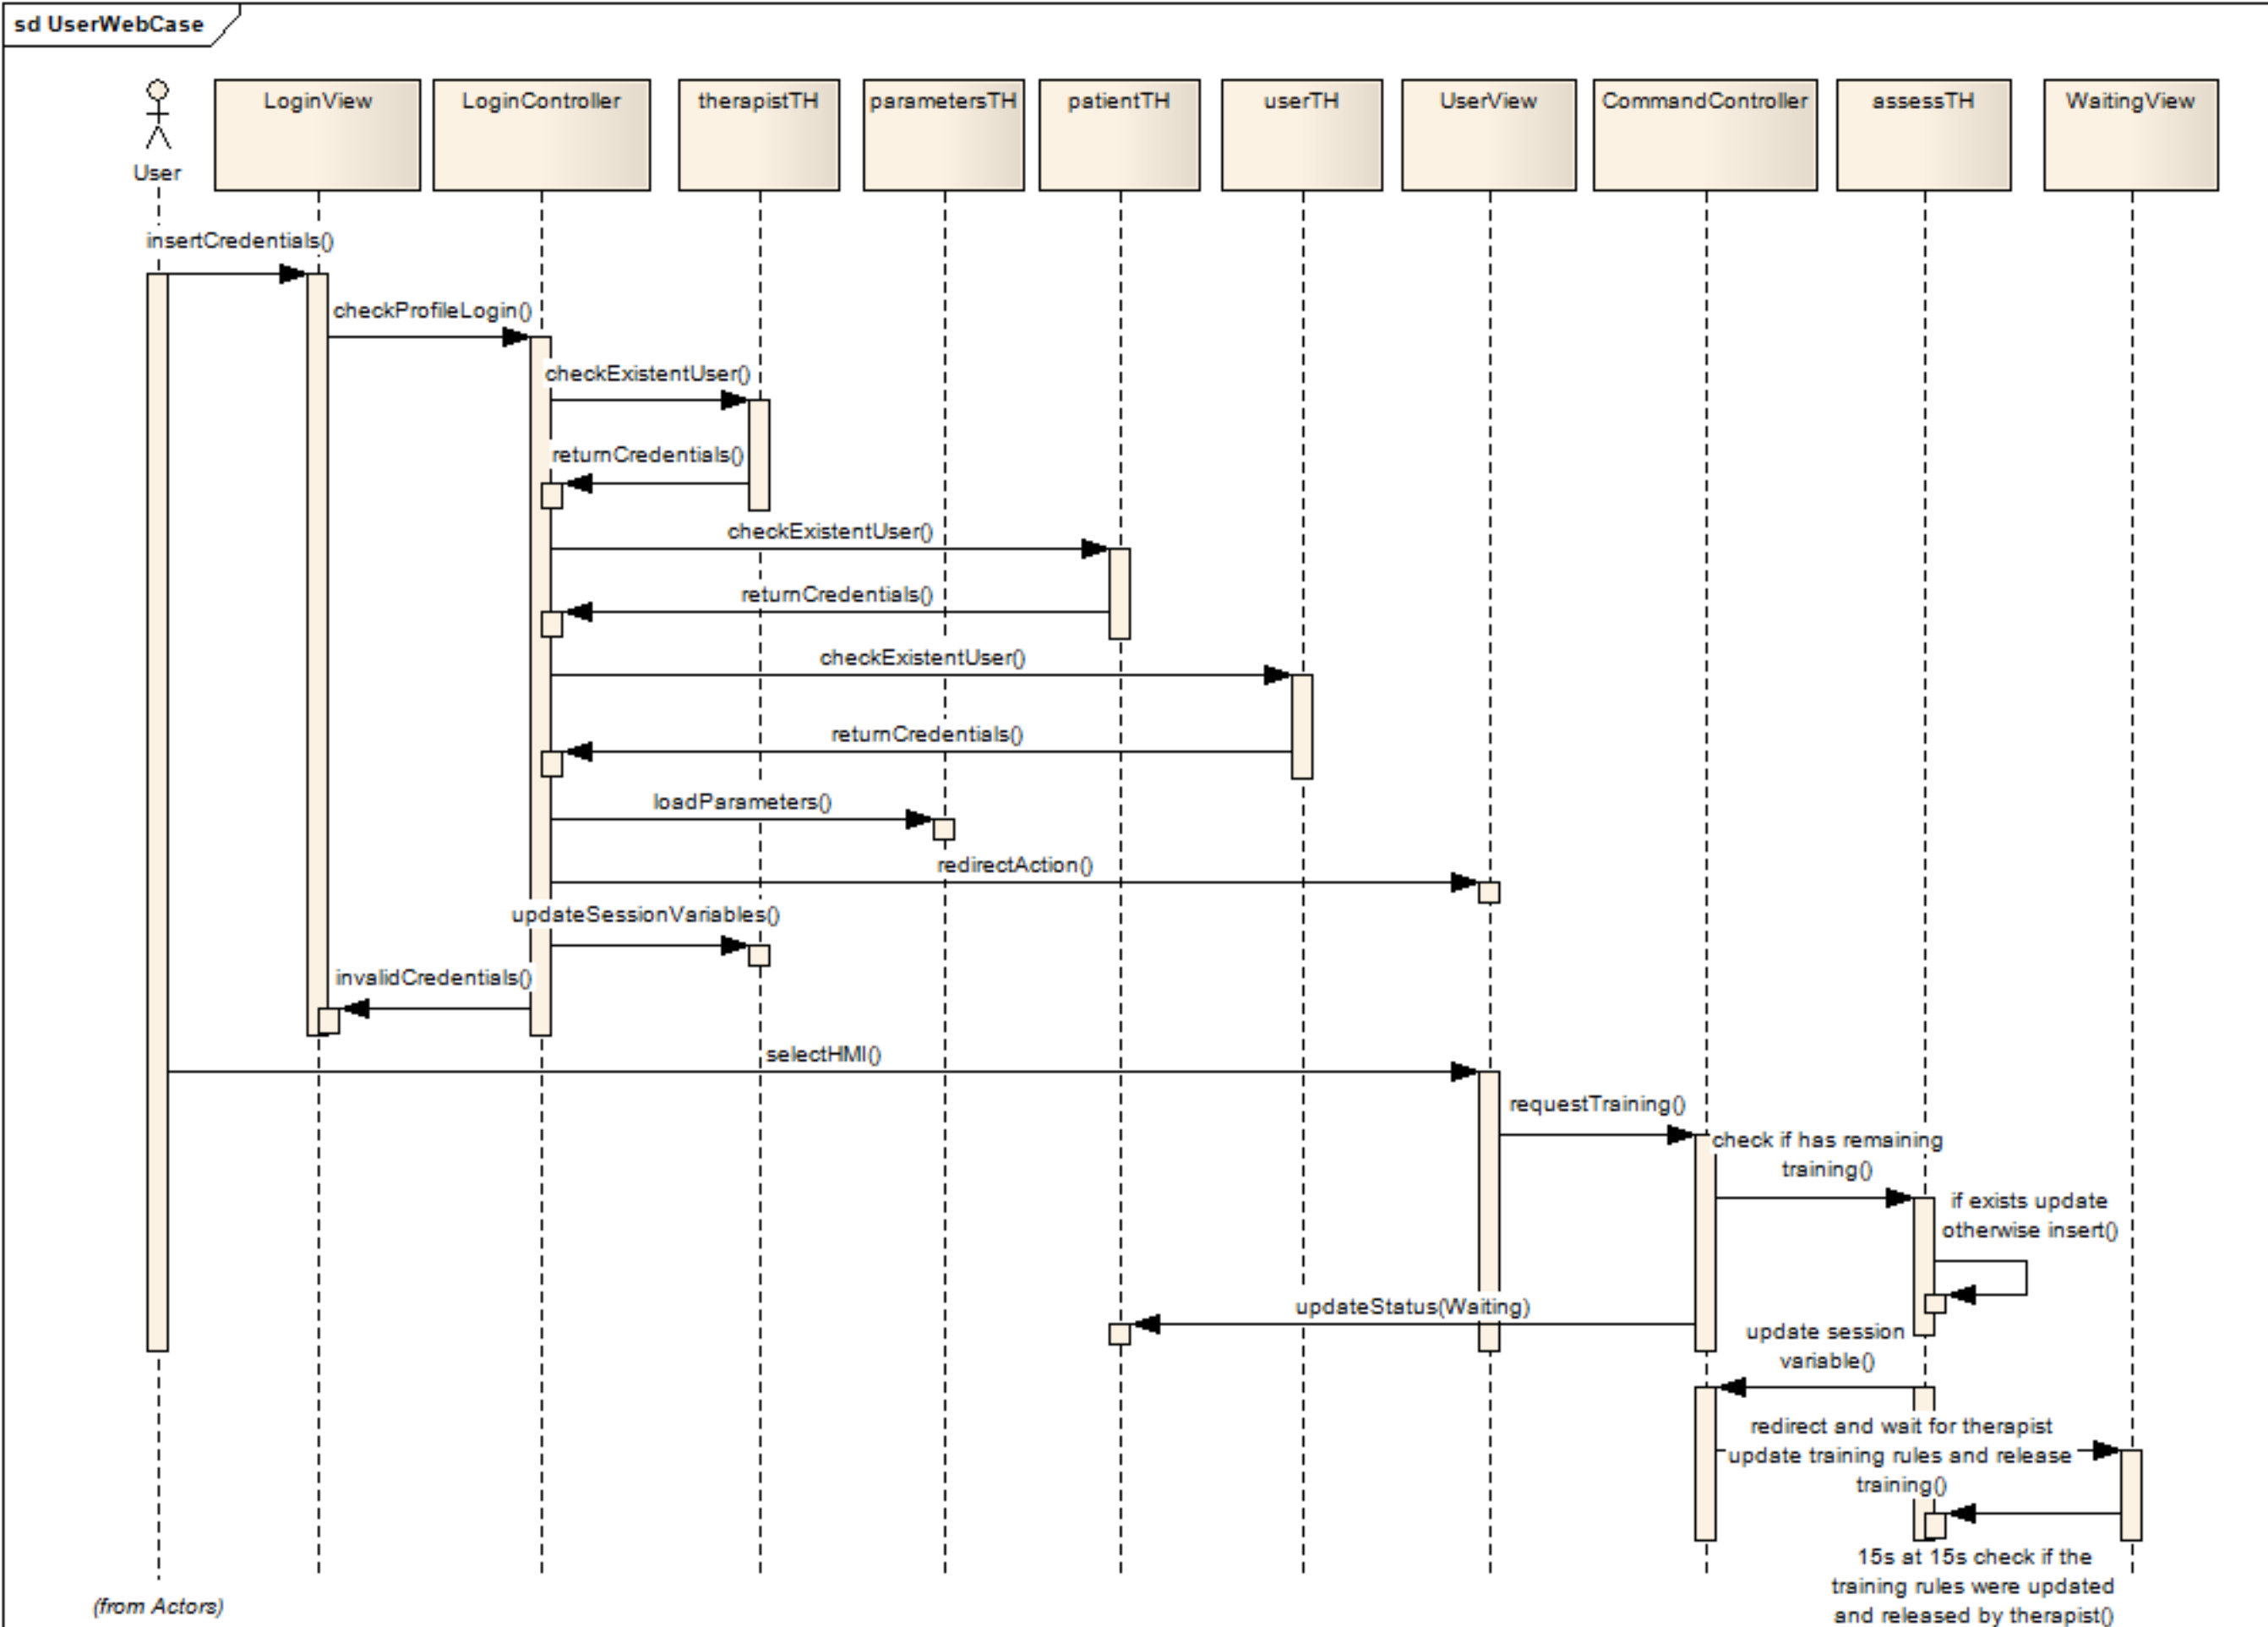 sd UserWebCase
User
LoginView
LoginController
therapistTH
parametersTH
patientTH
userTH
UserView
CommandController
assessTH
WaitingView
insertCredentials()
checkProfileLogin()
checkExistentUser()
returnCredentials()
checkExistentUser()
returnCredentials()
checkExistentUser()
returnCredentials()
loadParameters()
redirectAction()
updateSessionVariables()
invalidCredentials()
selectHMI()
requestTraining()
check if has remaining
training()
if exists update
otherwise insert()
updateStatus(Waiting)
update session
variable()
redirect and wait for therapist
update training rules and release
training()
15s at 15s check if the
training rules were updated
and released by therapist()
(from Actors)